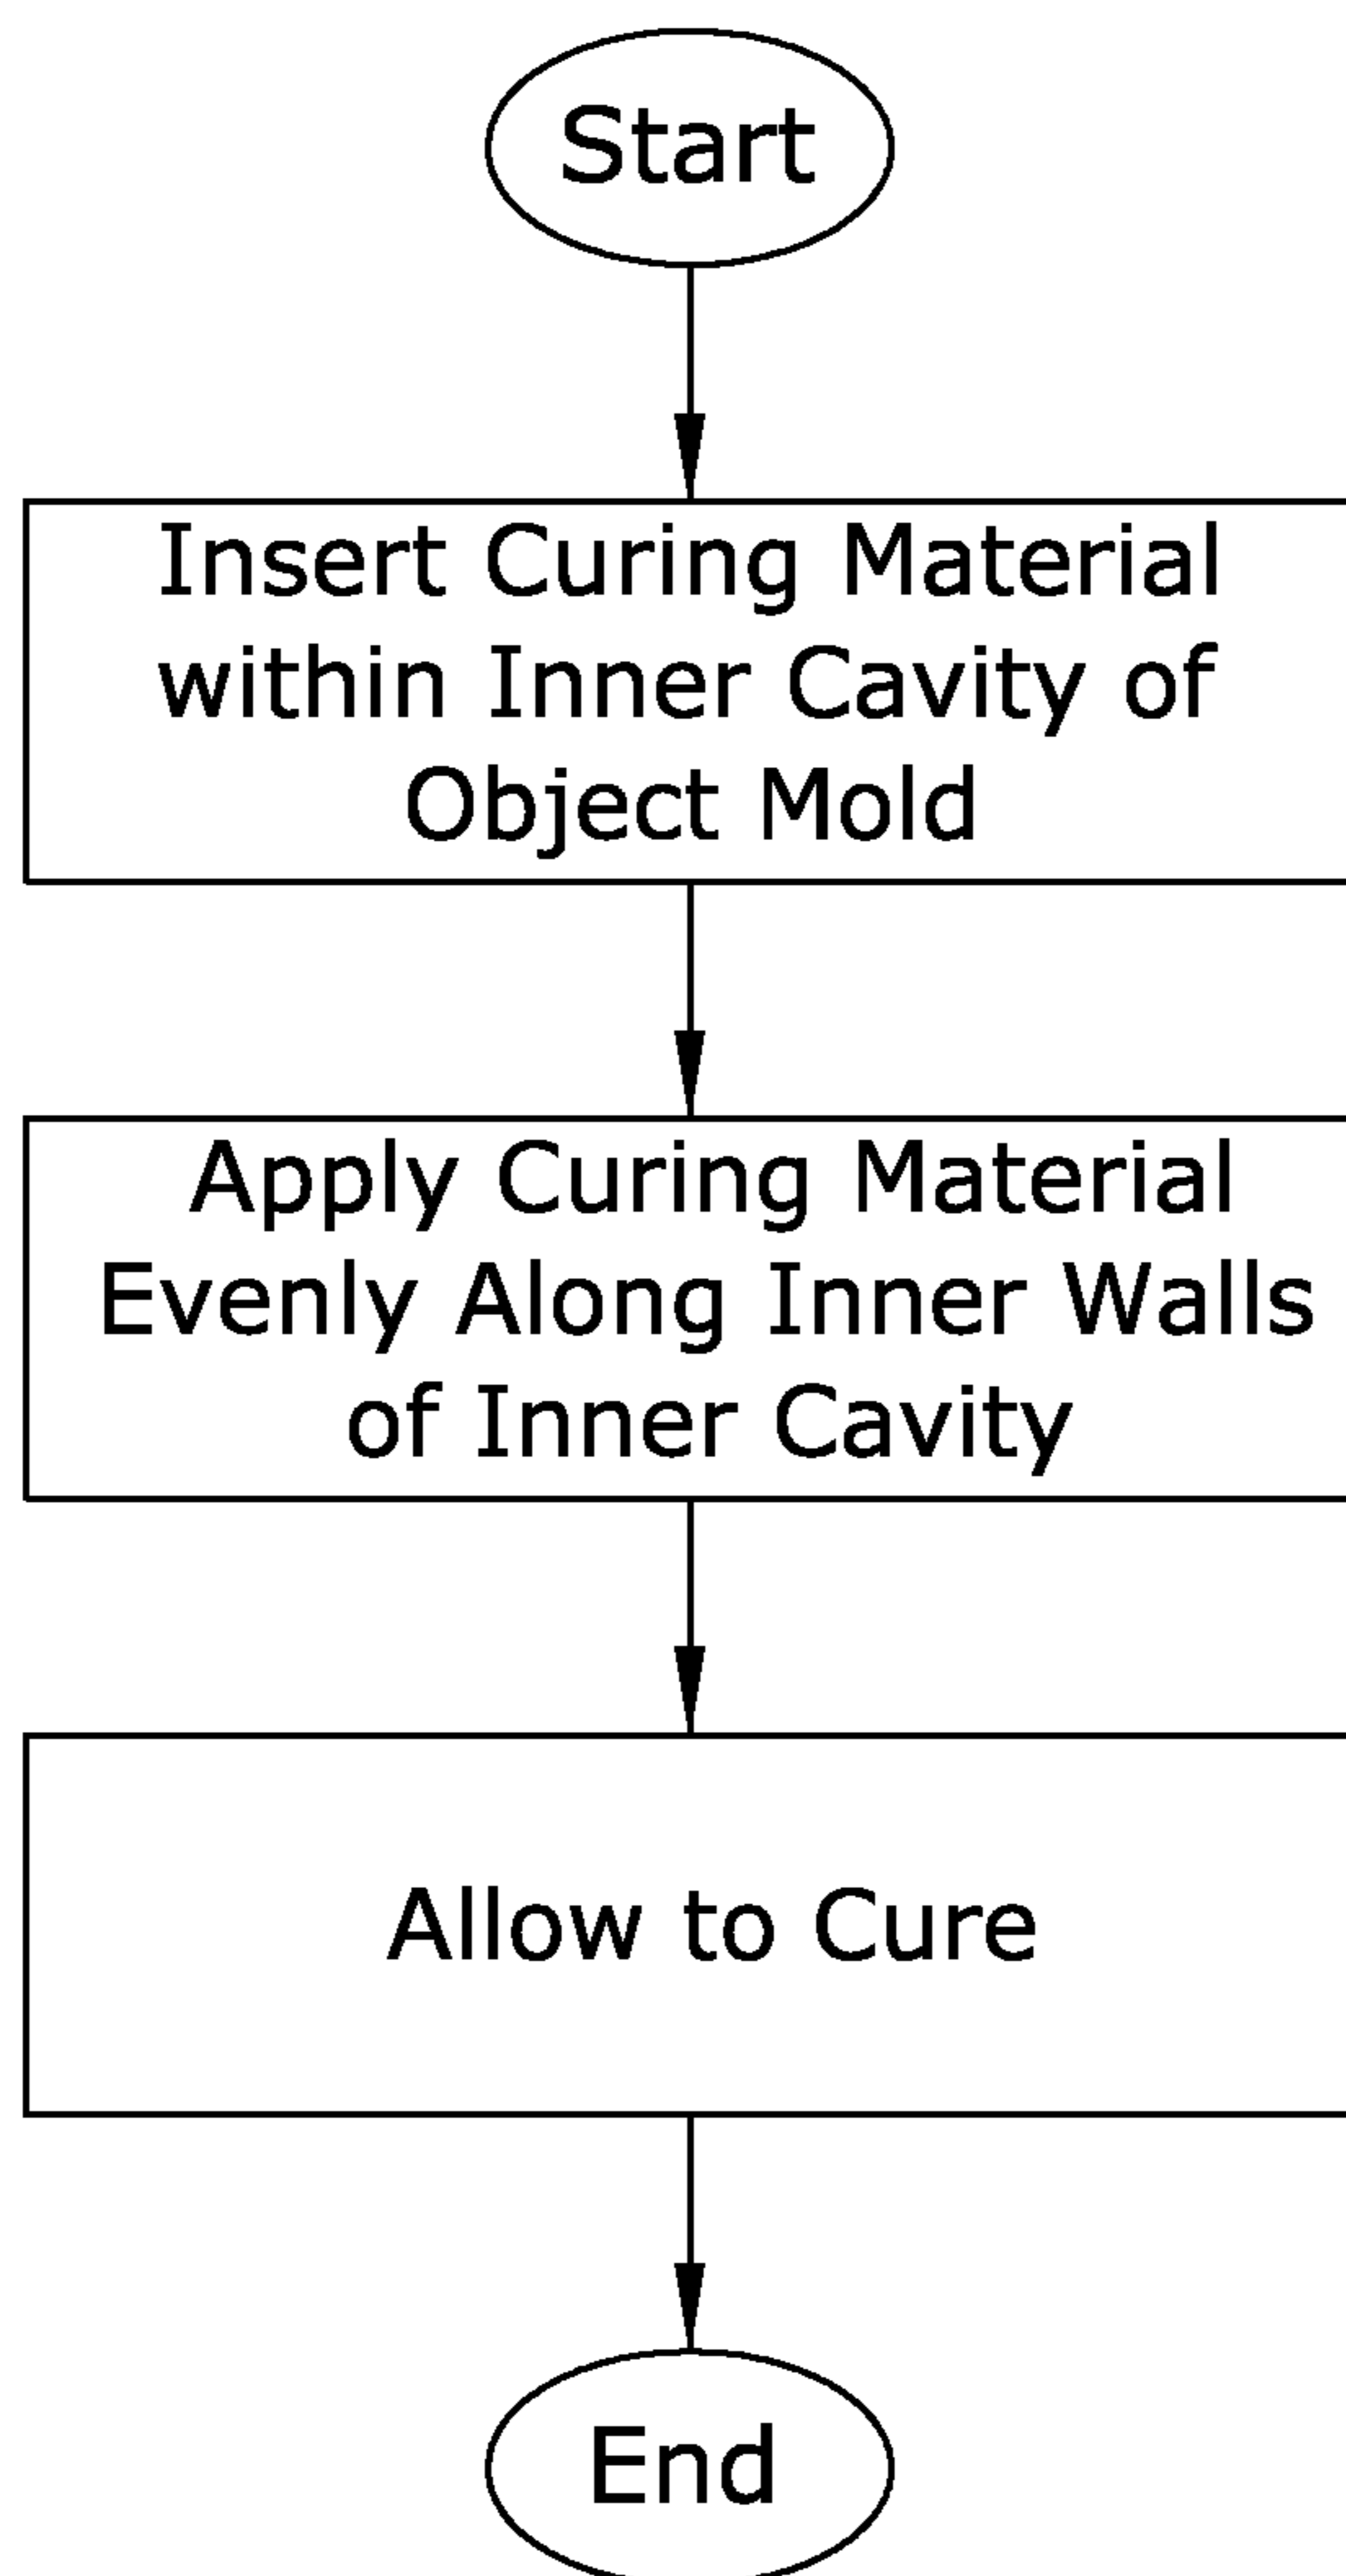 Start
Insert Curing Material
within Inner Cavity of
Object Mold
Apply Curing Material
Evenly Along Inner Walls
of Inner Cavity
Allow to Cure
End